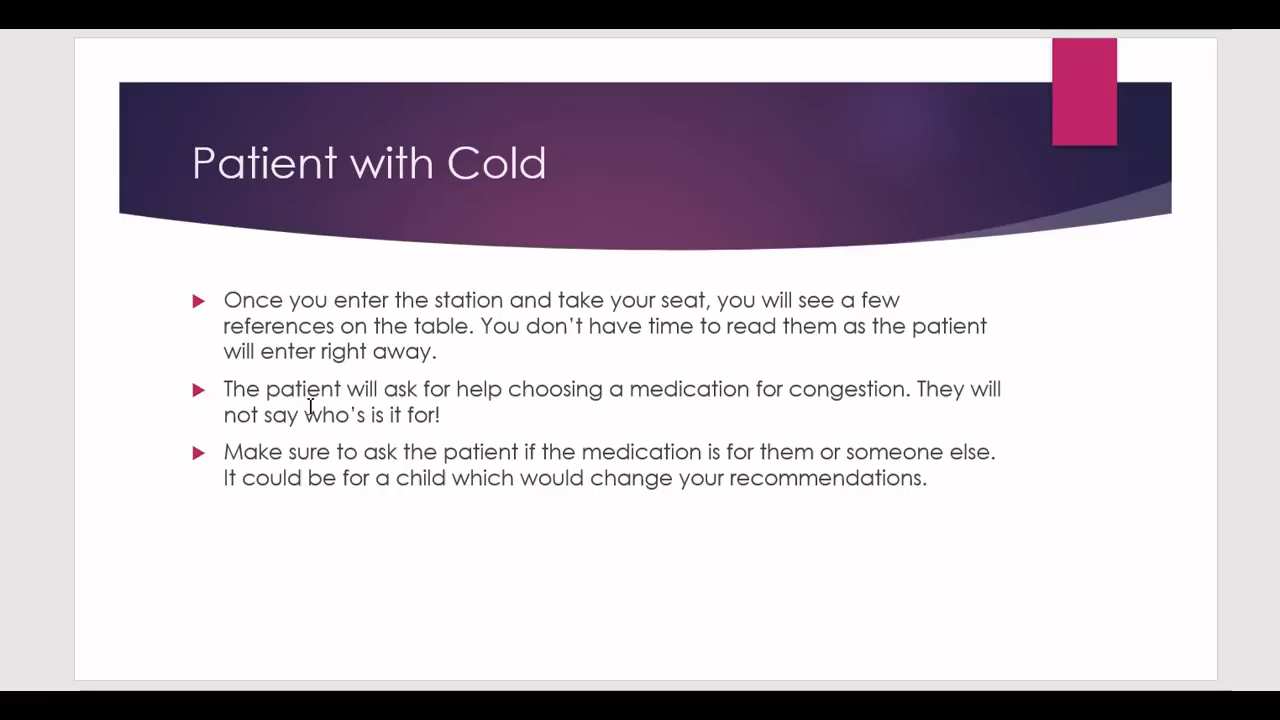 Patient with Cold
Once you enter the station and take your seat, you will see a few
references on the table. You don't have time to read them as the patient
will enter right away.
The patient will ask for help choosing a medication for congestion. They will
not say who's is it for!
Make sure to ask the patient if the medication is for them or someone else.
It could be for a child which would change your recommendations.